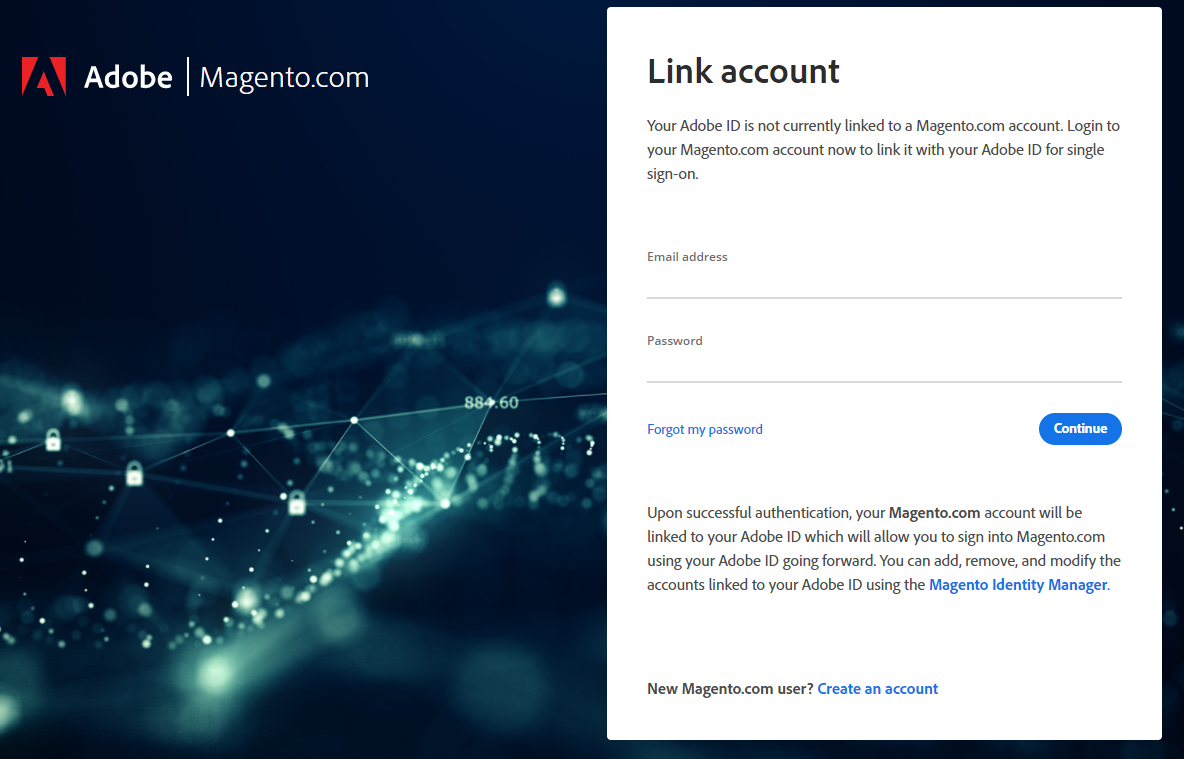 Adobe | Magento.com
Link account
Your Adobe ID is not currently linked to a Magento.com account. Login to
your Magento.com account now to link it with your Adobe ID for single
sign-on.
Email address
Password
884.60
Forgot my password
Continue
Upon successful authentication, your Magento.com account will be
linked to your Adobe ID which will allow you to sign into Magento.com
using your Adobe ID going forward. You can add, remove, and modify the
accounts linked to your Adobe ID using the Magento Identity Manager.
New Magento.com user? Create an account